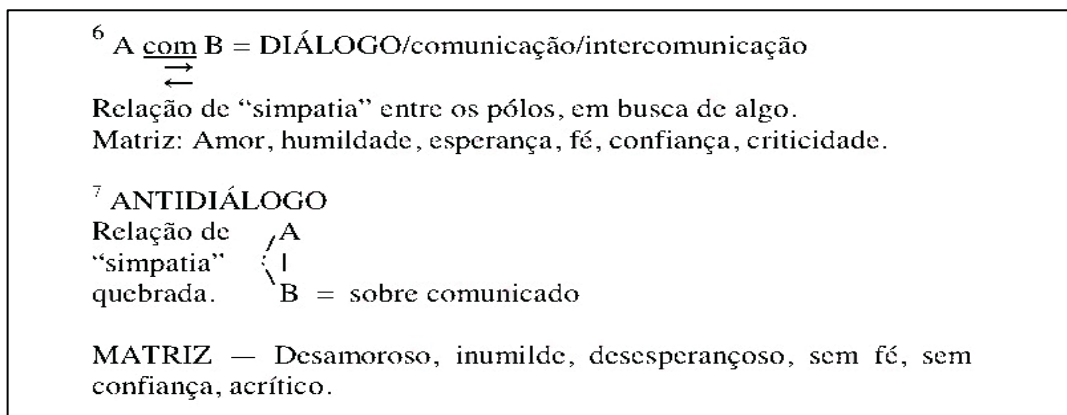 ⁶ A com B = DIÁLOGO/comunicação/intercomunicação
Relação de “simpatia” entre os pólos, em busca de algo.
Matriz: Amor, humildade, esperança, fé, confiança, criticidade.
⁷ ANTIDIÁLOGO
Relação de A
“simpatia”
quebrada. B = sobre comunicado
MATRIZ — Desamoroso, inumilde, desesperançoso, sem fé, sem
confiança, acrítico.